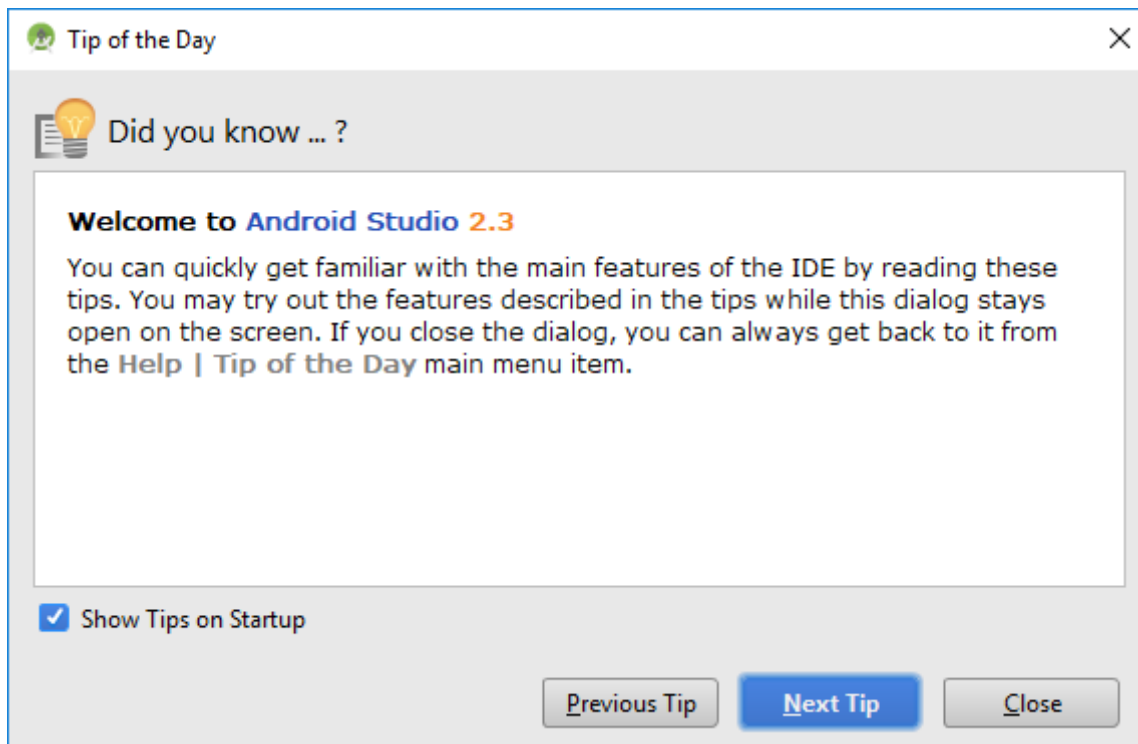 Tip of the Day
Did you know ... ?
Welcome to Android Studio 2.3
You can quickly get familiar with the main features of the IDE by reading these
tips. You may try out the features described in the tips while this dialog stays
open on the screen. If you close the dialog, you can always get back to it from
the Help | Tip of the Day main menu item.
Show Tips on Startup
Previous Tip
Next Tip
Close